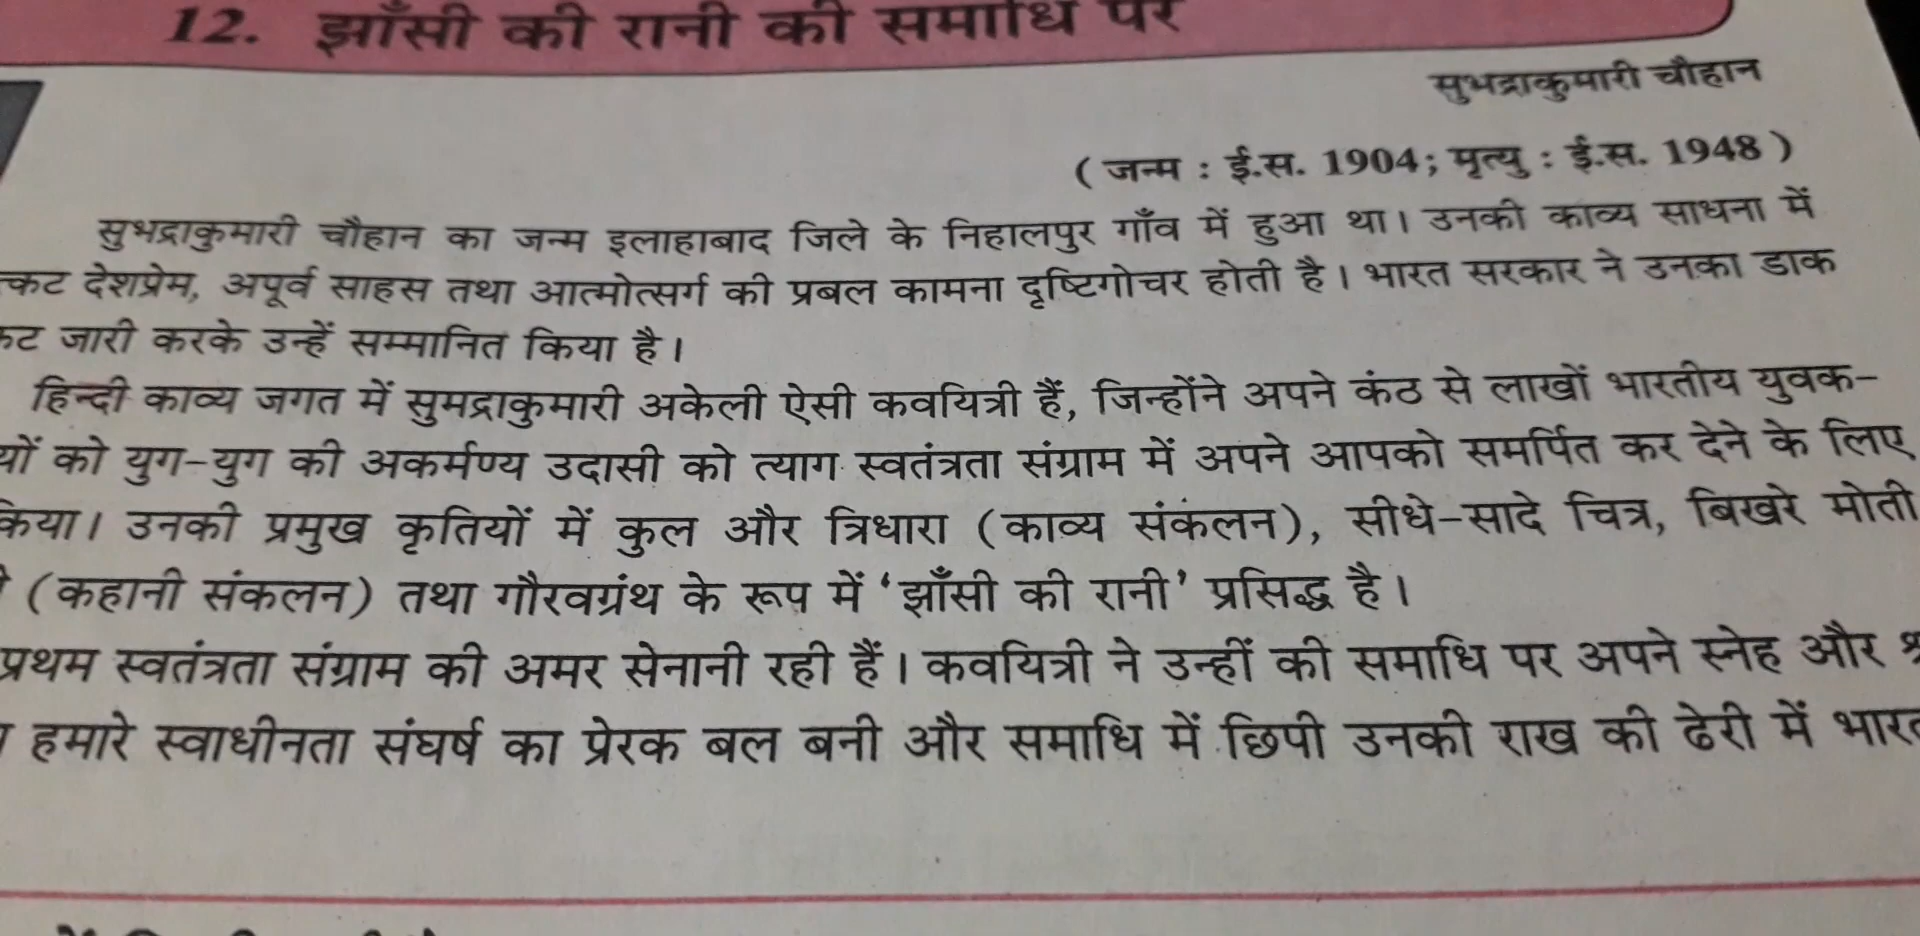 12. झाँसी की रानी की समाधि पर
सुभद्राकुमारी चौहान
( जन्म : ई.स. 1904; मृत्यु : ई.स. 1948 )
सुभद्राकुमारी चौहान का जन्म इलाहाबाद जिले के निहालपुर गाँव में हुआ था। उनकी काव्य साधना में
देशप्रेम, अपूर्व साहस तथा आत्मोत्सर्ग की प्रबल कामना दृष्टिगोचर होती है। भारत सरकार ने उनका डाक
जारी करके उन्हें सम्मानित किया है।
हिन्दी काव्य जगत में सुमद्राकुमारी अकेली ऐसी कवयित्री हैं, जिन्होंने अपने कंठ से लाखों भारतीय युवक-
को युग-युग की अकर्मण्य उदासी को त्याग स्वतंत्रता संग्राम में अपने आपको समर्पित कर देने के लिए
किया। उनकी प्रमुख कृतियों में कुल और त्रिधारा (काव्य संकलन), सीधे-सादे चित्र, बिखरे मोती
(कहानी संकलन) तथा गौरवग्रंथ के रूप में ‘झाँसी की रानी’ प्रसिद्ध है।
प्रथम स्वतंत्रता संग्राम की अमर सेनानी रही हैं। कवयित्री ने उन्हीं की समाधि पर अपने स्नेह और
हमारे स्वाधीनता संघर्ष का प्रेरक बल बनी और समाधि में छिपी उनकी राख की ढेरी में